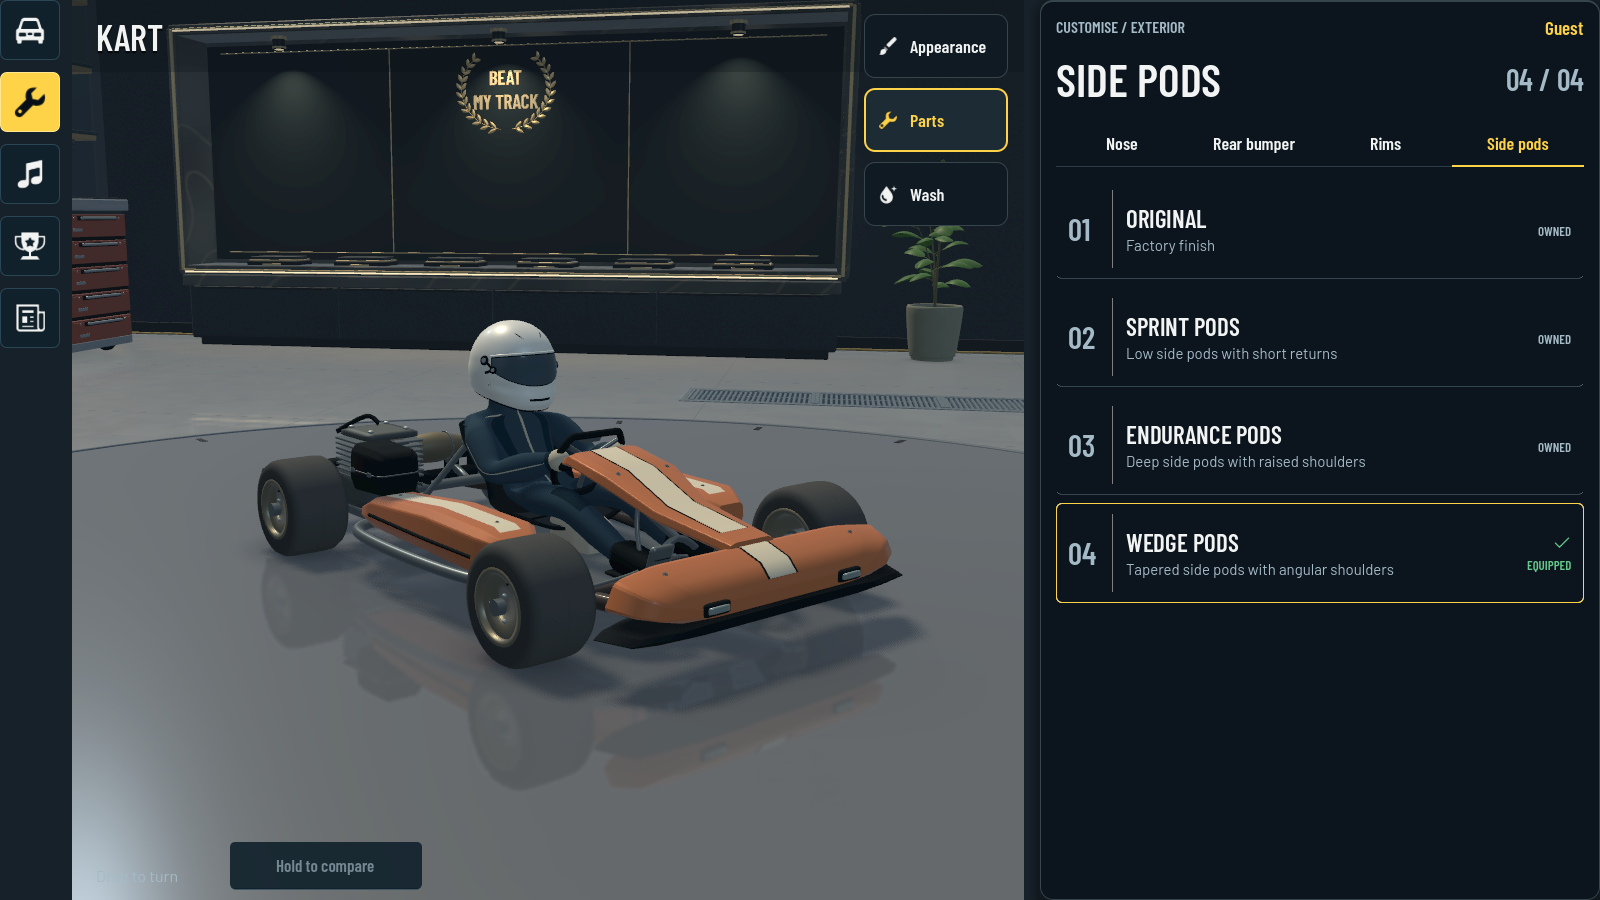 KART
BEAT
MY TRACK
Appearance
Parts
Wash
Hold to compare
to turn
CUSTOMISE / EXTERIOR
Guest
SIDE PODS
04 / 04
Nose
Rear bumper
Rims
Side pods
01
ORIGINAL
Factory finish
OWNED
02
SPRINT PODS
Low side pods with short returns
OWNED
03
ENDURANCE PODS
Deep side pods with raised shoulders
OWNED
04
WEDGE PODS
Tapered side pods with angular shoulders
EQUIPPED